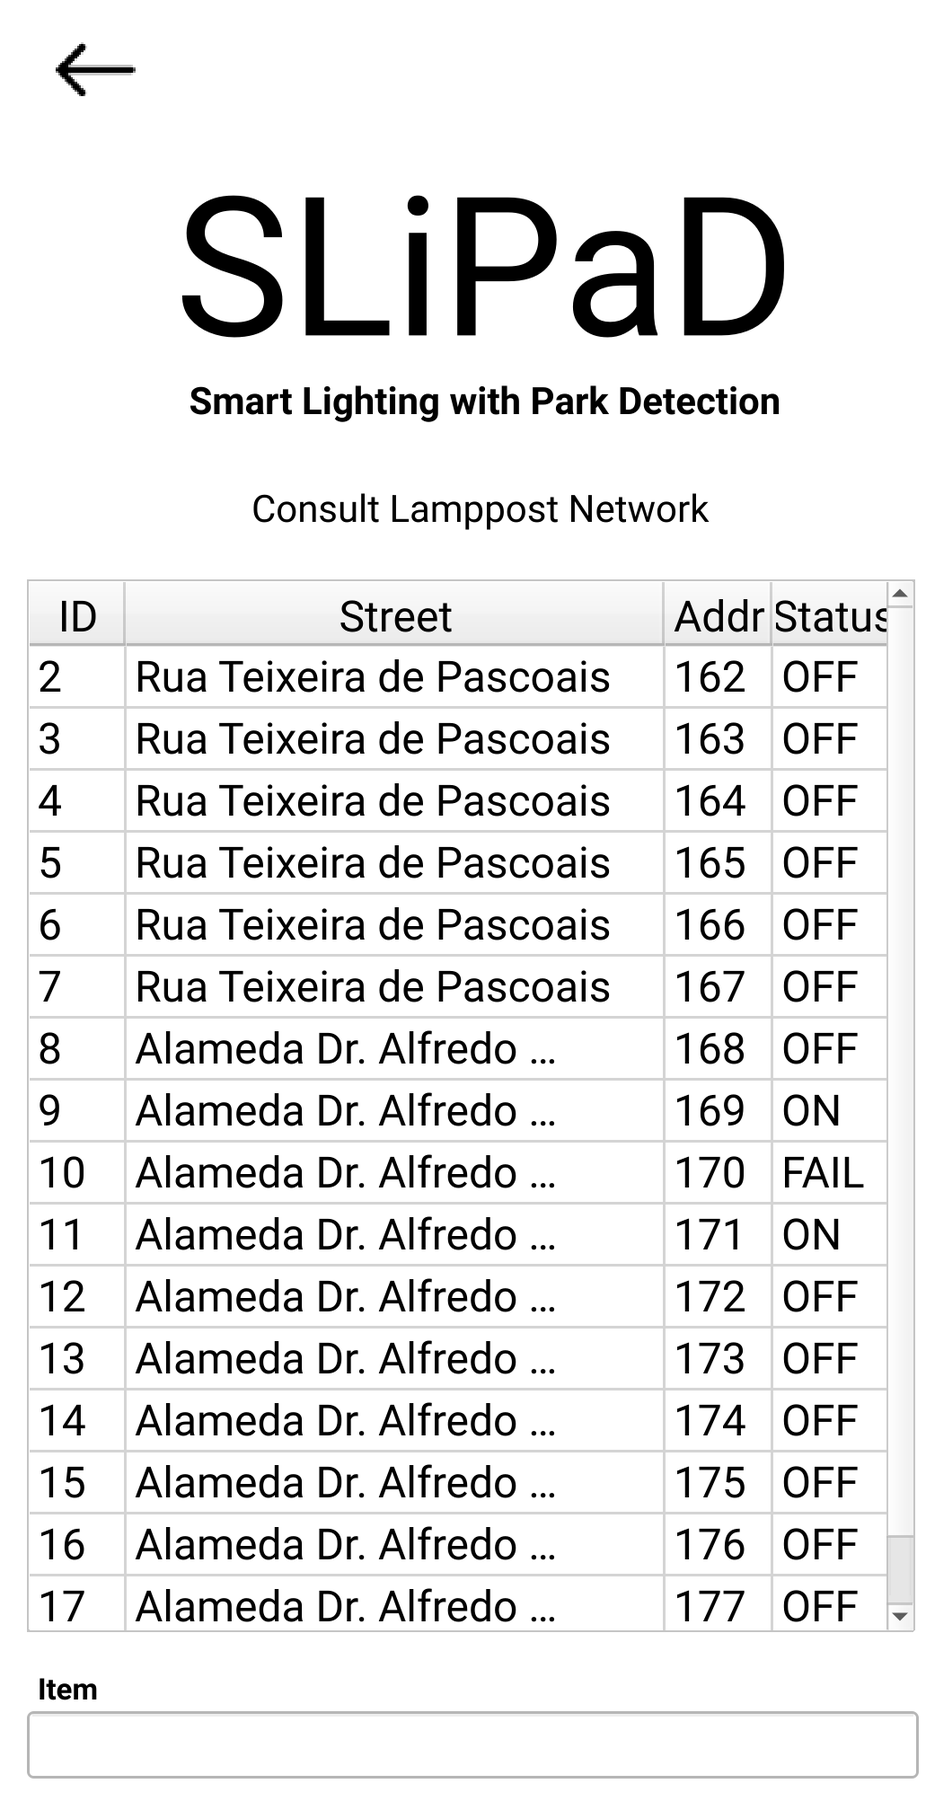 SLiPaD
Smart Lighting with Park Detection
Consult Lamppost Network
ID Street Addr Status
2 Rua Teixeira de Pascoais 162 OFF
3 Rua Teixeira de Pascoais 163 OFF
4 Rua Teixeira de Pascoais 164 OFF
5 Rua Teixeira de Pascoais 165 OFF
6 Rua Teixeira de Pascoais 166 OFF
7 Rua Teixeira de Pascoais 167 OFF
8 Alameda Dr. Alfredo ... 168 OFF
9 Alameda Dr. Alfredo ... 169 ON
10 Alameda Dr. Alfredo ... 170 FAIL
11 Alameda Dr. Alfredo ... 171 ON
12 Alameda Dr. Alfredo ... 172 OFF
13 Alameda Dr. Alfredo ... 173 OFF
14 Alameda Dr. Alfredo ... 174 OFF
15 Alameda Dr. Alfredo ... 175 OFF
16 Alameda Dr. Alfredo ... 176 OFF
17 Alameda Dr. Alfredo ... 177 OFF
Item